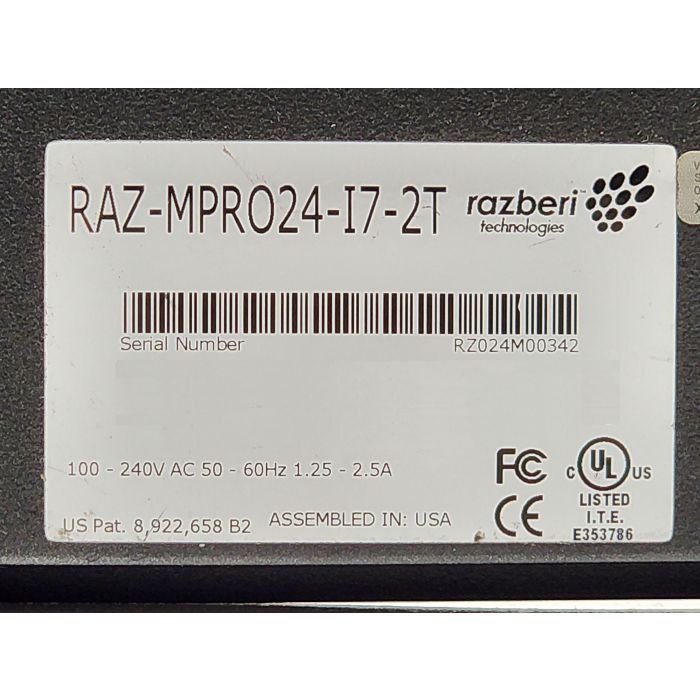 RAZ-MPRO24-I7-2T
razberi™
technologies
Serial Number
RZ024M00342
100 - 240V AC 50 - 60Hz 1.25 - 2.5A
US Pat. 8,922,658 B2
ASSEMBLED IN: USA
FC
CE
c UL US
LISTED
I.T.E.
E353786
V
S
X